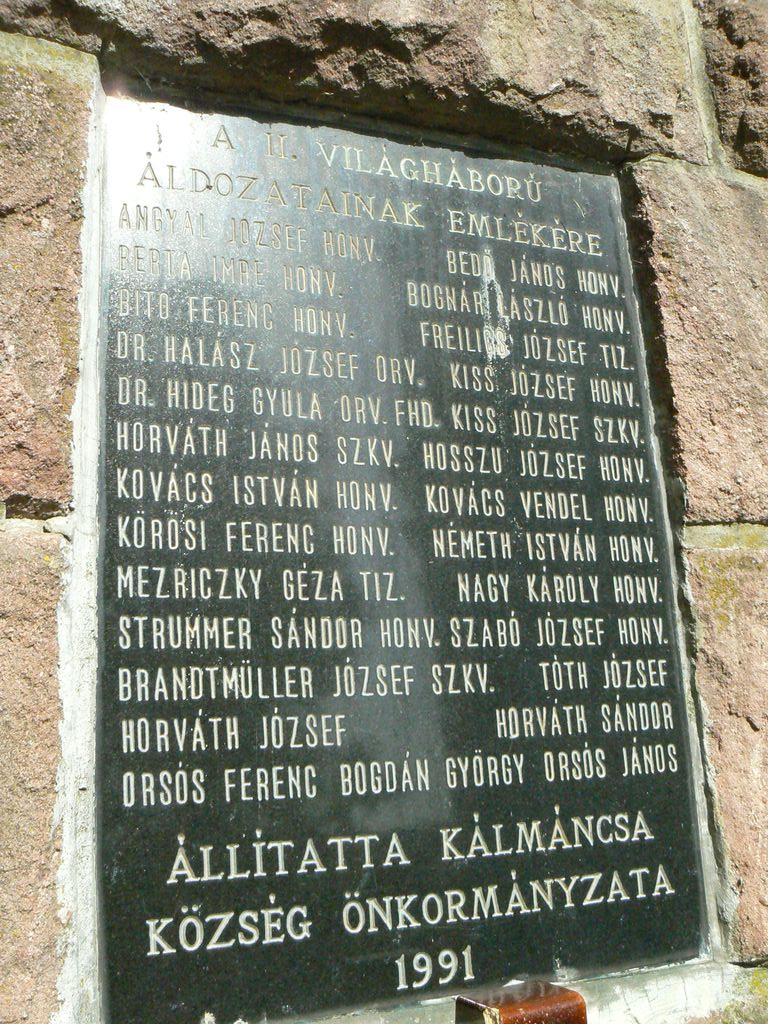 A II. VILÁGHÁBORÚ
ÁLDOZATAINAK EMLÉKÉRE
ANGYAL JÓZSEF HONV. BEDŐ JÁNOS HONV.
BERTA IMRE HONV. BOGNÁR LÁSZLÓ HONV.
BITÓ FERENC HONV. JÓZSEF TIZ.
DR. HALÁSZ JÓZSEF ORV. KISS JÓZSEF HONV.
DR. HIDEG GYULA ORV. FHD. KISS JÓZSEF SZKV.
HORVÁTH JÁNOS SZKV. HOSSZU JÓZSEF HONV.
KOVÁCS ISTVÁN HONV. KOVÁCS VENDEL HONV.
KÖRÖSI FERENC HONV. NÉMETH ISTVÁN HONV.
MEZRICZKY GÉZA TIZ. NAGY KÁROLY HONV.
STRUMMER SÁNDOR HONV. SZABÓ JÓZSEF HONV.
BRANDTMÜLLER JÓZSEF SZKV. TÓTH JÓZSEF
HORVÁTH JÓZSEF HORVÁTH SÁNDOR
ORSÓS FERENC BOGDÁN GYÖRGY ORSÓS JÁNOS
ÁLLÍTATTA KÁLMÁNCSA
KÖZSÉG ÖNKORMÁNYZATA
1991